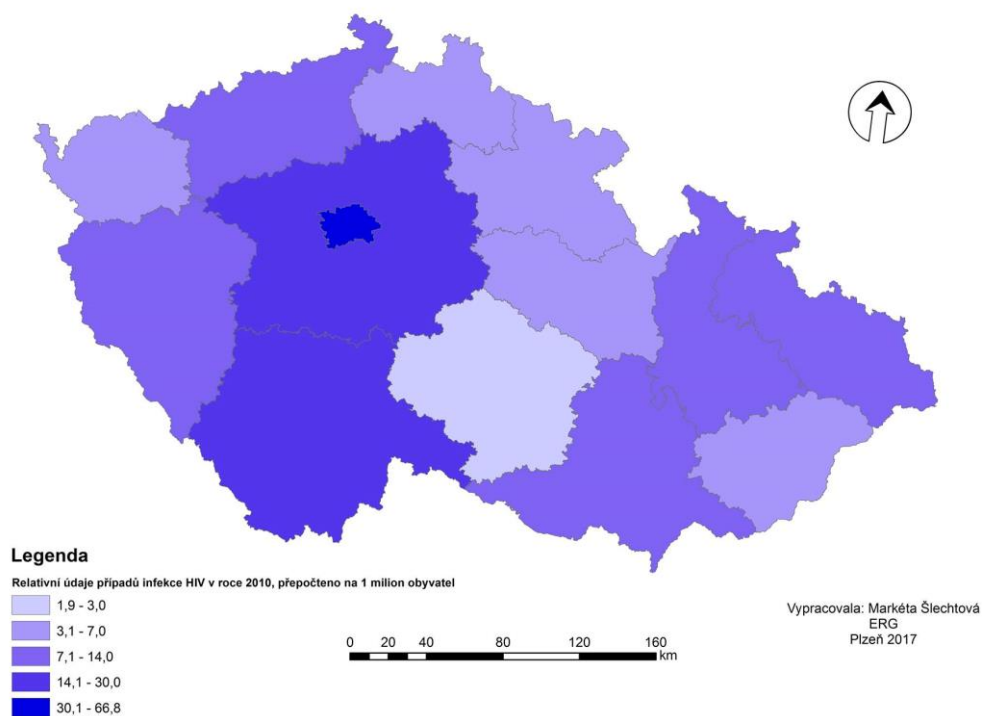 Legenda
Relativní údaje případů infekce HIV v roce 2010, přepočteno na 1 milion obyvatel
1,9 - 3,0
3,1 - 7,0
7,1 - 14,0
14,1 - 30,0
30,1 - 66,8
0 20 40 80 120 160
km
Vypracovala: Markéta Šlechtová
ERG
Plzeň 2017